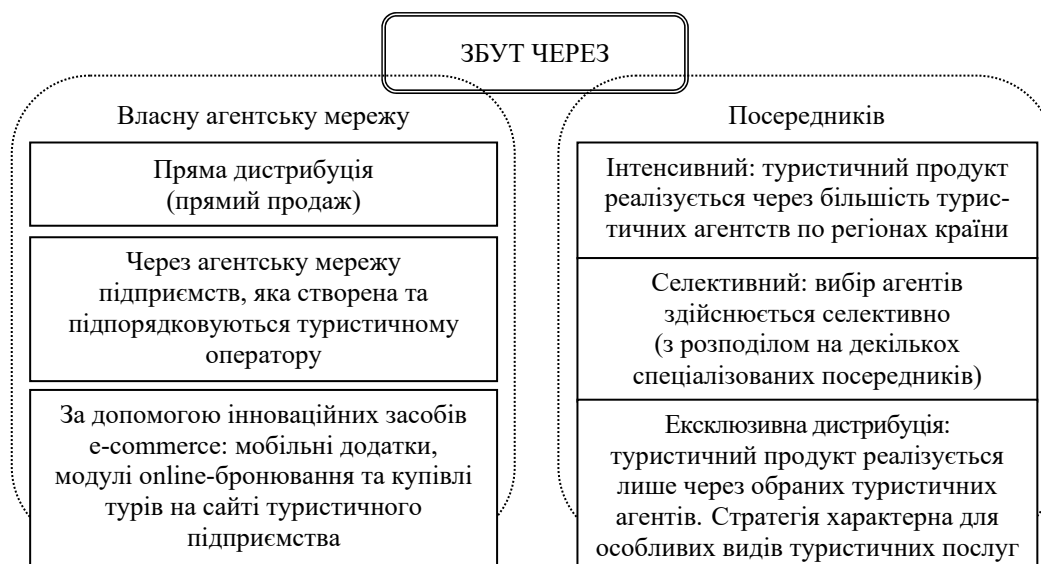 ЗБУТ ЧЕРЕЗ
Власну агентську мережу
Пряма дистрибуція
(прямий продаж)
Через агентську мережу
підприємств, яка створена та
підпорядковуються туристичному
оператору
За допомогою інноваційних засобів
e-commerce: мобільні додатки,
модулі online-бронювання та купівлі
турів на сайті туристичного
підприємства
Посередників
Інтенсивний: туристичний продукт
реалізується через більшість турис-
тичних агентств по регіонах країни
Селективний: вибір агентів
здійснюється селективно
(з розподілом на декількох
спеціалізованих посередників)
Ексклюзивна дистрибуція:
туристичний продукт реалізується
лише через обраних туристичних
агентів. Стратегія характерна для
особливих видів туристичних послуг